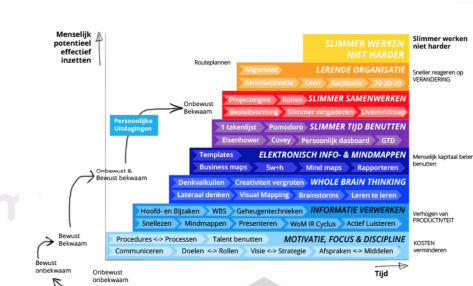 Menselijk
potentieel
effectief
inzetten
SLIMMER WERKEN
NIET HARDER
Slimmer werken
niet harder
Routeplannen
Alignment
LERENDE ORGANISATIE
Kennisactivatie Lean Facilitatie 70-20-10
Sneller reageren op
VERANDERING
Onbewust
Bekwaam
Projectmgmt Rollen SLIMMER SAMENWERKEN
Besluitvorming Slimmer vergaderen Livemindmap
Persoonlijke
Uitdagingen
1 takenlijst Pomodoro SLIMMER TIJD BENUTTEN
Eisenhower Covey Persoonlijk dasboard GTD
Templates ELEKTRONISCH INFO- & MINDMAPPEN
Business maps 5w+h Mind maps Rapporteren
Menselijk kapitaal beter
benutten
Onbewust &
Bewust bekwaam
Denkvalkuilen Creativiteit vergroten WHOLE BRAIN THINKING
Lateraal denken Visual Mapping Brainstorms Leren te leren
Hoofd- en Bijzaken WBS Geheugentechnieken INFORMATIE VERWERKEN
Snellezen Mindmappen Presenteren WoM IR Cyclus Actief Luisteren
Verhogen van
PRODUCTIVEIT
Bewust
Bekwaam
Procedures <-> Processen Talent benutten MOTIVATIE, FOCUS & DISCIPLINE
Communiceren Doelen <-> Rollen Visie <-> Strategie Afspraken <-> Middelen
KOSTEN
verminderen
Bewust
onbekwaam
Onbewust
onbekwaam
Tijd